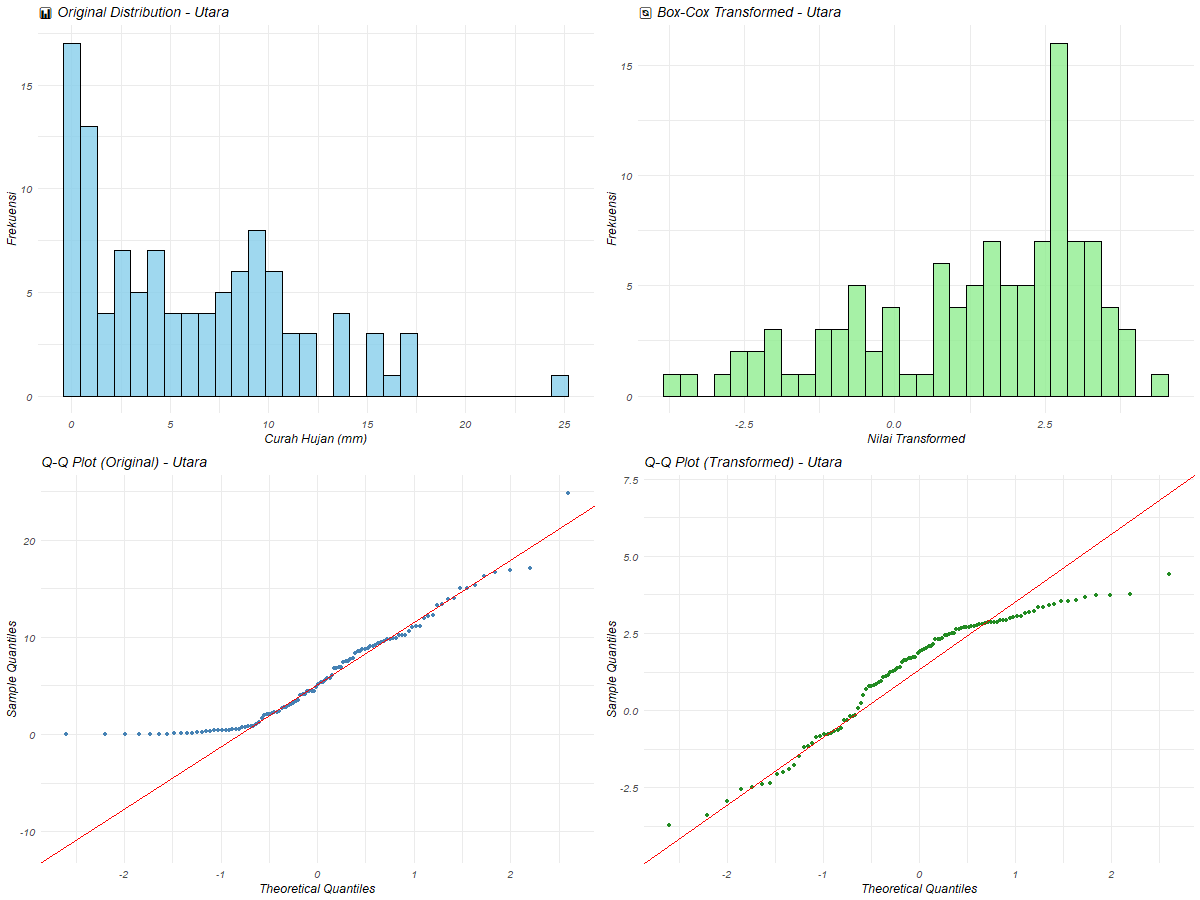 📊 Original Distribution - Utara
15
10
5
0
Frekuensi
0 5 10 15 20 25
Curah Hujan (mm)
🔄 Box-Cox Transformed - Utara
15
10
5
0
Frekuensi
-2.5 0.0 2.5
Nilai Transformed
Q-Q Plot (Original) - Utara
20
10
0
-10
Sample Quantiles
-2 -1 0 1 2
Theoretical Quantiles
Q-Q Plot (Transformed) - Utara
7.5
5.0
2.5
0.0
-2.5
Sample Quantiles
-2 -1 0 1 2
Theoretical Quantiles